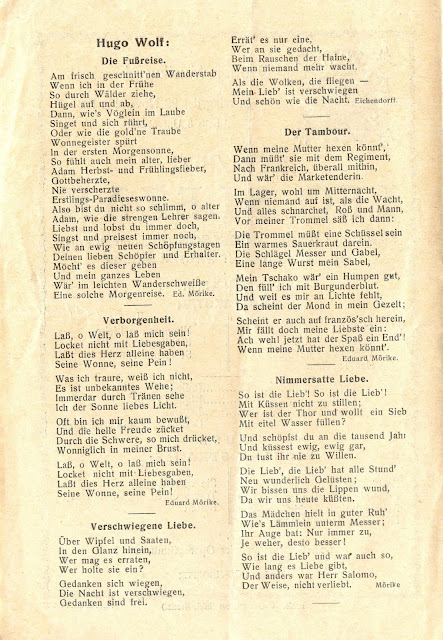 Hugo Wolf:
Die Fußreise.
Am frisch geschnitt'nen Wanderstab
Wenn ich in der Frühe
So durch Wälder ziehe,
Hügel auf und ab,
Dann, wie's Vöglein im Laube
Singet und sich rührt,
Oder wie die gold'ne Traube
Wonnegeister spürt
In der ersten Morgensonne,
So fühlt auch mein alter, lieber
Adam Herbst- und Frühlingsfieber,
Gottbeherzte,
Nie verscherzte
Erstlings-Paradieseswonne.
Also bist du nicht so schlimm, o alter
Adam, wie die strengen Lehrer sagen.
Liebst und lobst du immer doch,
Singst und preisest immer noch,
Wie an ewig neuen Schöpfungstagen
Deinen lieben Schöpfer und Erhalter.
Möcht' es dieser geben
Und mein ganzes Leben
Wär' im leichten Wanderschweiße
Eine solche Morgenreise. Ed. Mörike.
Verborgenheit.
Laß, o Welt, o laß mich sein!
Locket nicht mit Liebesgaben,
Laßt dies Herz alleine haben
Seine Wonne, seine Pein!
Was ich traure, weiß ich nicht,
Es ist unbekanntes Wehe;
Immerdar durch Tränen sehe
Ich der Sonne liebes Licht.
Oft bin ich mir kaum bewußt,
Und die helle Freude zücket
Durch die Schwere, so mich drücket,
Wonniglich in meiner Brust.
Laß, o Welt, o laß mich sein!
Locket nicht mit Liebesgaben,
Laßt dies Herz alleine haben
Seine Wonne, seine Pein!
Eduard Mörike.
Verschwiegene Liebe.
Über Wipfel und Saaten,
In den Glanz hinein,
Wer mag es erraten,
Wer holte sie ein?
Gedanken sich wiegen,
Die Nacht ist verschwiegen,
Gedanken sind frei.
Errät' es nur eine,
Wer an sie gedacht,
Beim Rauschen der Haine,
Wenn niemand mehr wacht.
Als die Wolken, die fliegen —
Mein Lieb' ist verschwiegen
Und schön wie die Nacht. Eichendorff.
Der Tambour.
Wenn meine Mutter hexen könnt',
Dann müßt' sie mit dem Regiment,
Nach Frankreich, überall mithin,
Und wär' die Marketenderin.
Im Lager, wohl um Mitternacht,
Wenn niemand auf ist, als die Wacht,
Und alles schnarchet, Roß und Mann,
Vor meiner Trommel säß ich dann:
Die Trommel müßt eine Schüssel sein
Ein warmes Sauerkraut darein.
Die Schlägel Messer und Gabel,
Eine lange Wurst mein Sabel,
Mein Tschako wär' ein Humpen gut,
Den füll' ich mit Burgunderblut.
Und weil es mir an Lichte fehlt,
Da scheint der Mond in mein Gezelt;
Scheint er auch auf französ'sch herein,
Mir fällt doch meine Liebste ein:
Ach weh! jetzt hat der Spaß ein End'!
Wenn meine Mutter hexen könnt'.
Eduard Mörike.
Nimmersatte Liebe.
So ist die Lieb'! So ist die Lieb'!
Mit Küssen nicht zu stillen;
Wer ist der Thor und wollt ein Sieb
Mit eitel Wasser füllen?
Und schöpfst du an die tausend Jahr
Und küssest ewig, ewig gar,
Du tust ihr nie zu Willen.
Die Lieb', die Lieb' hat alle Stund'
Neu wunderlich Gelüsten;
Wir bissen uns die Lippen wund,
Da wir uns heute küßten.
Das Mädchen hielt in guter Ruh'
Wie's Lämmlein unterm Messer;
Ihr Auge bat: Nur immer zu,
Je weher, desto besser!
So ist die Lieb' und war auch so,
Wie lang es Liebe gibt,
Und anders war Herr Salomo,
Der Weise, nicht verliebt. Mörike